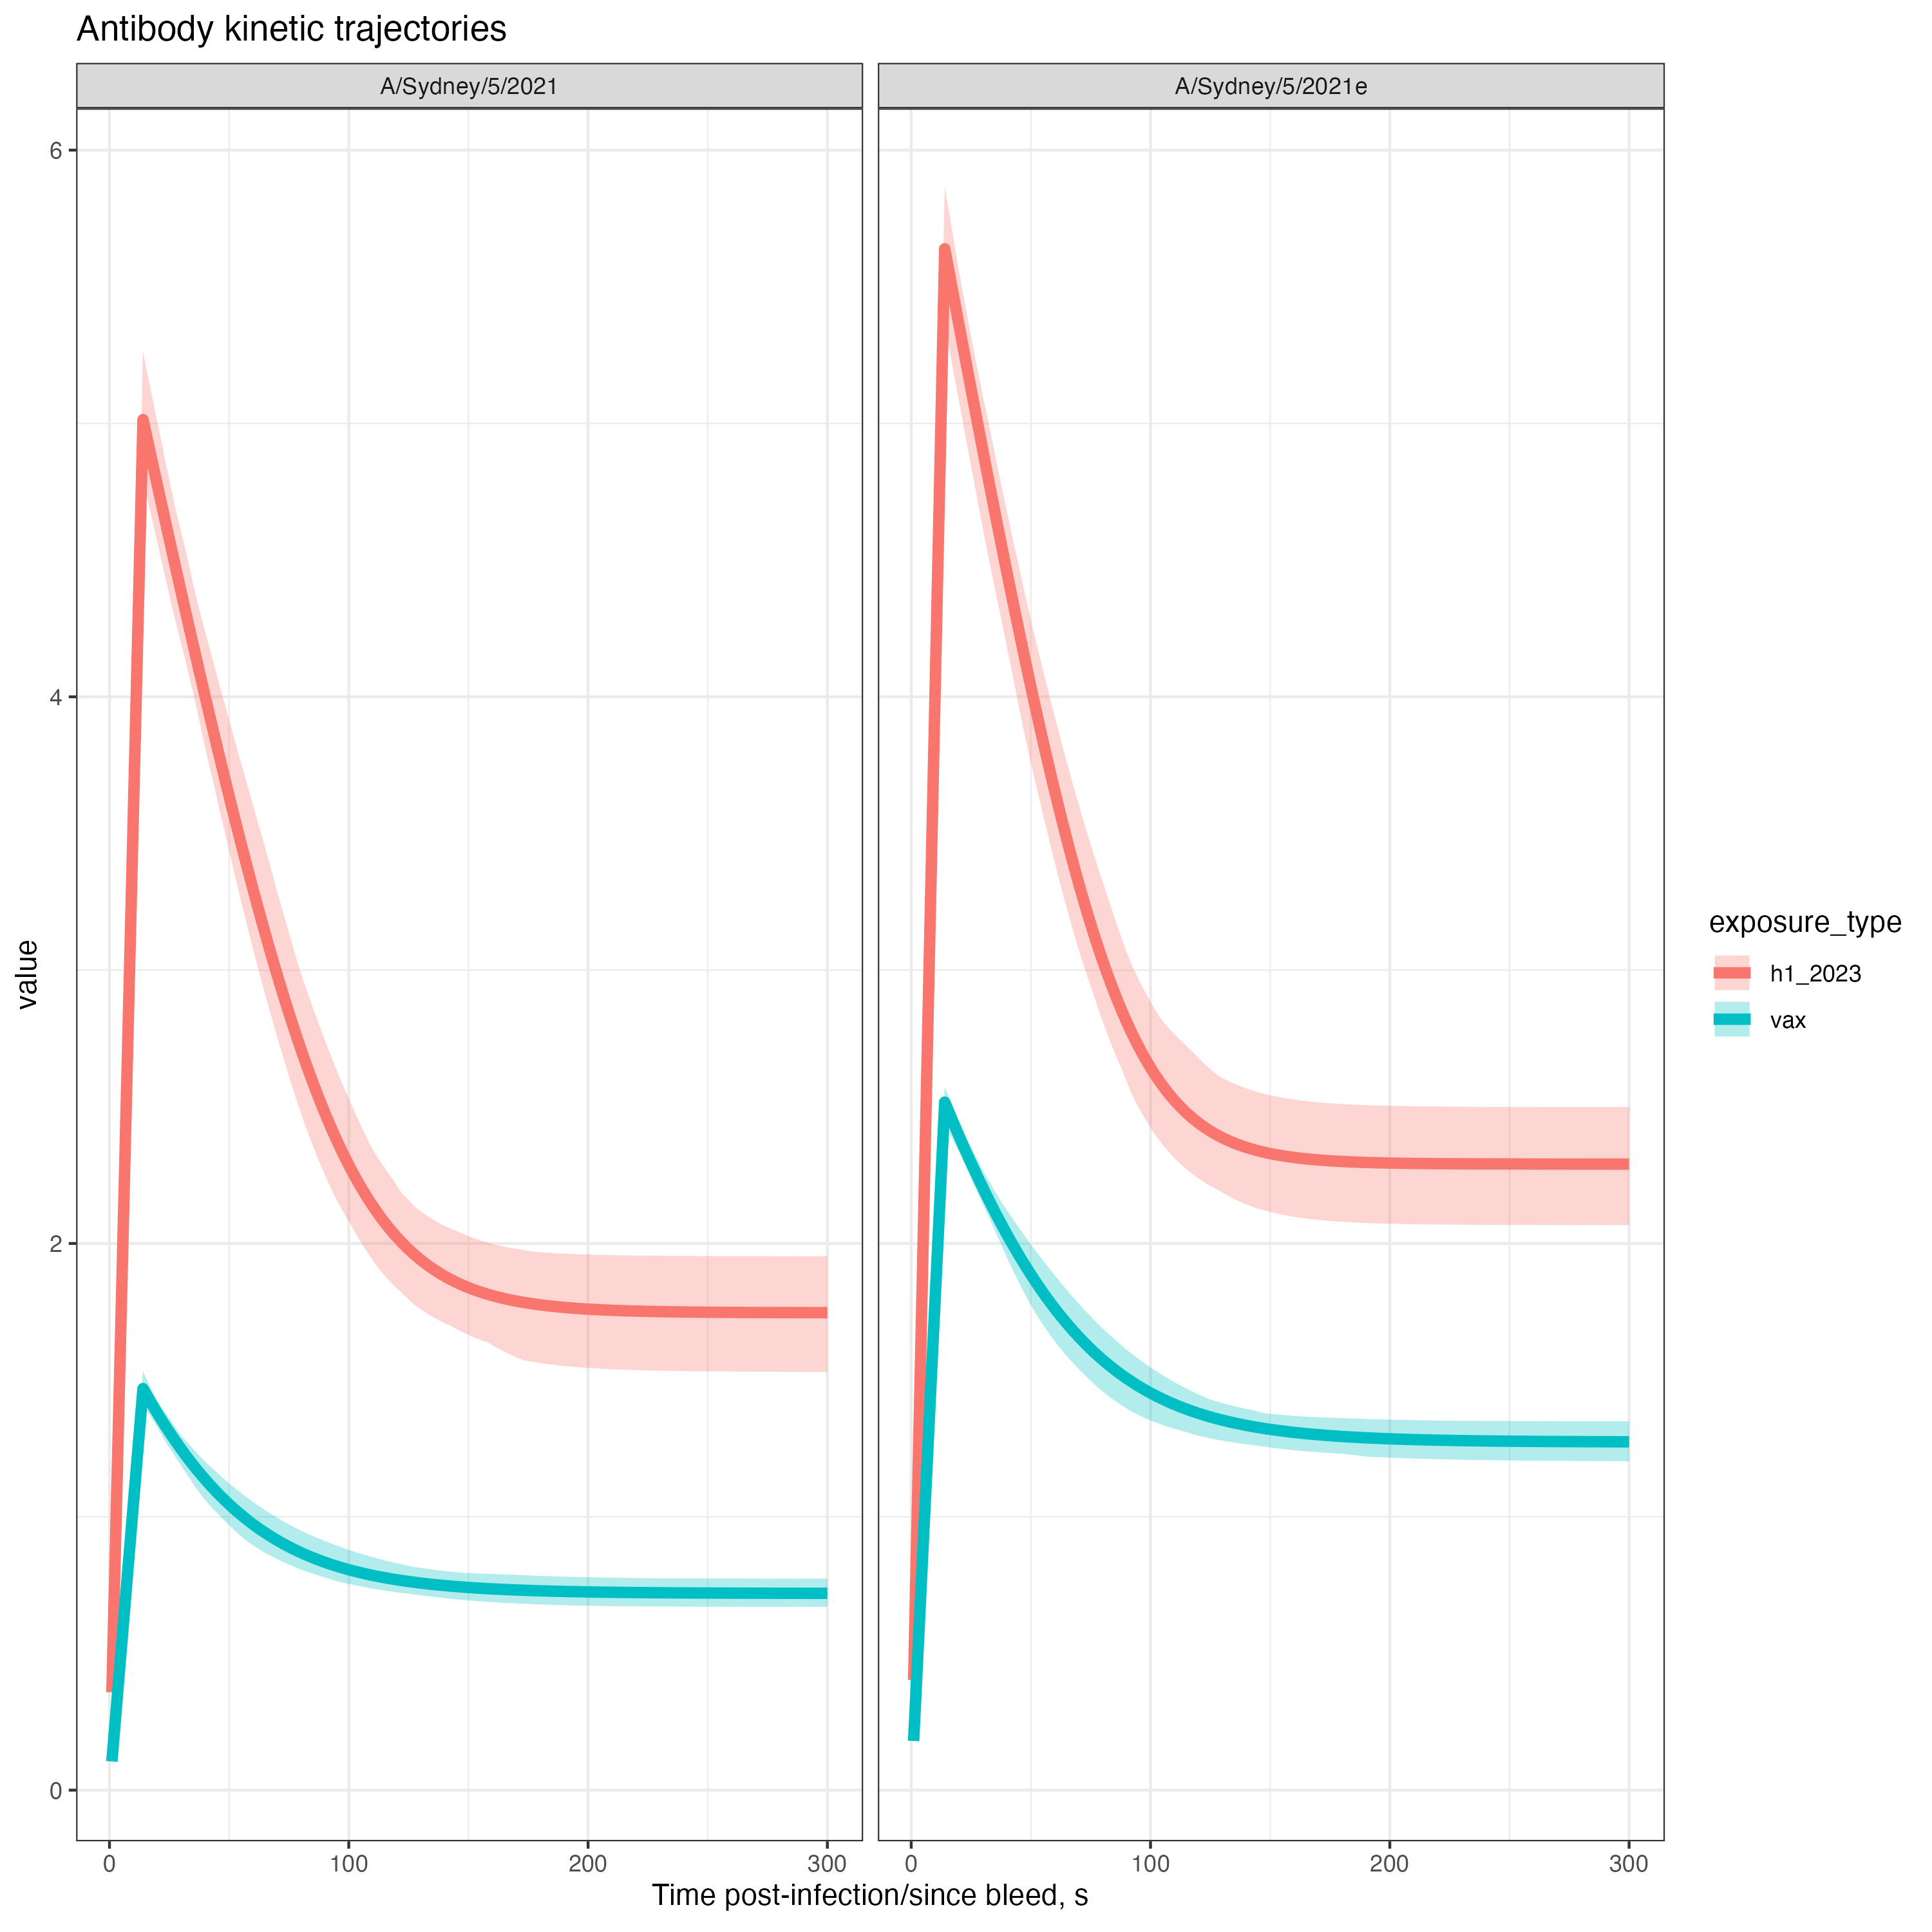 Antibody kinetic trajectories
A/Sydney/5/2021
A/Sydney/5/2021e
6
4
2
0
value
0 100 200 300
0 100 200 300
Time post-infection/since bleed, s
exposure_type
h1_2023
vax